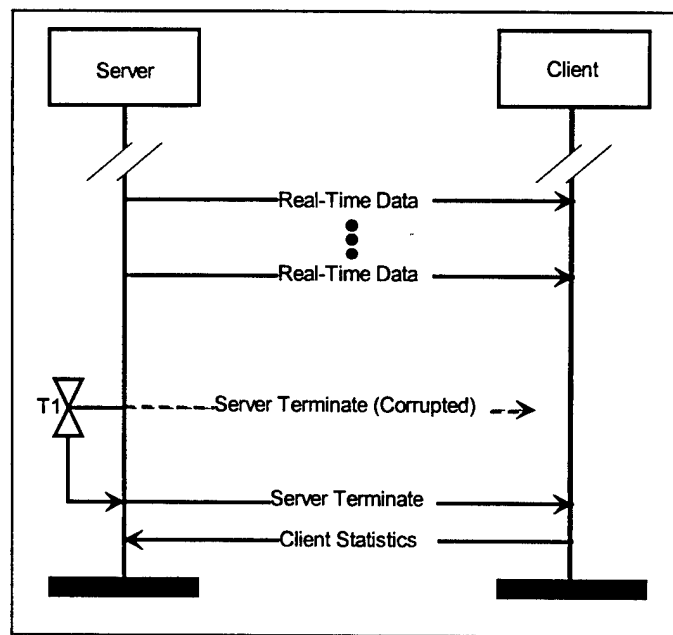 Server
Client
Real-Time Data
Real-Time Data
T1
Server Terminate (Corrupted)
Server Terminate
Client Statistics